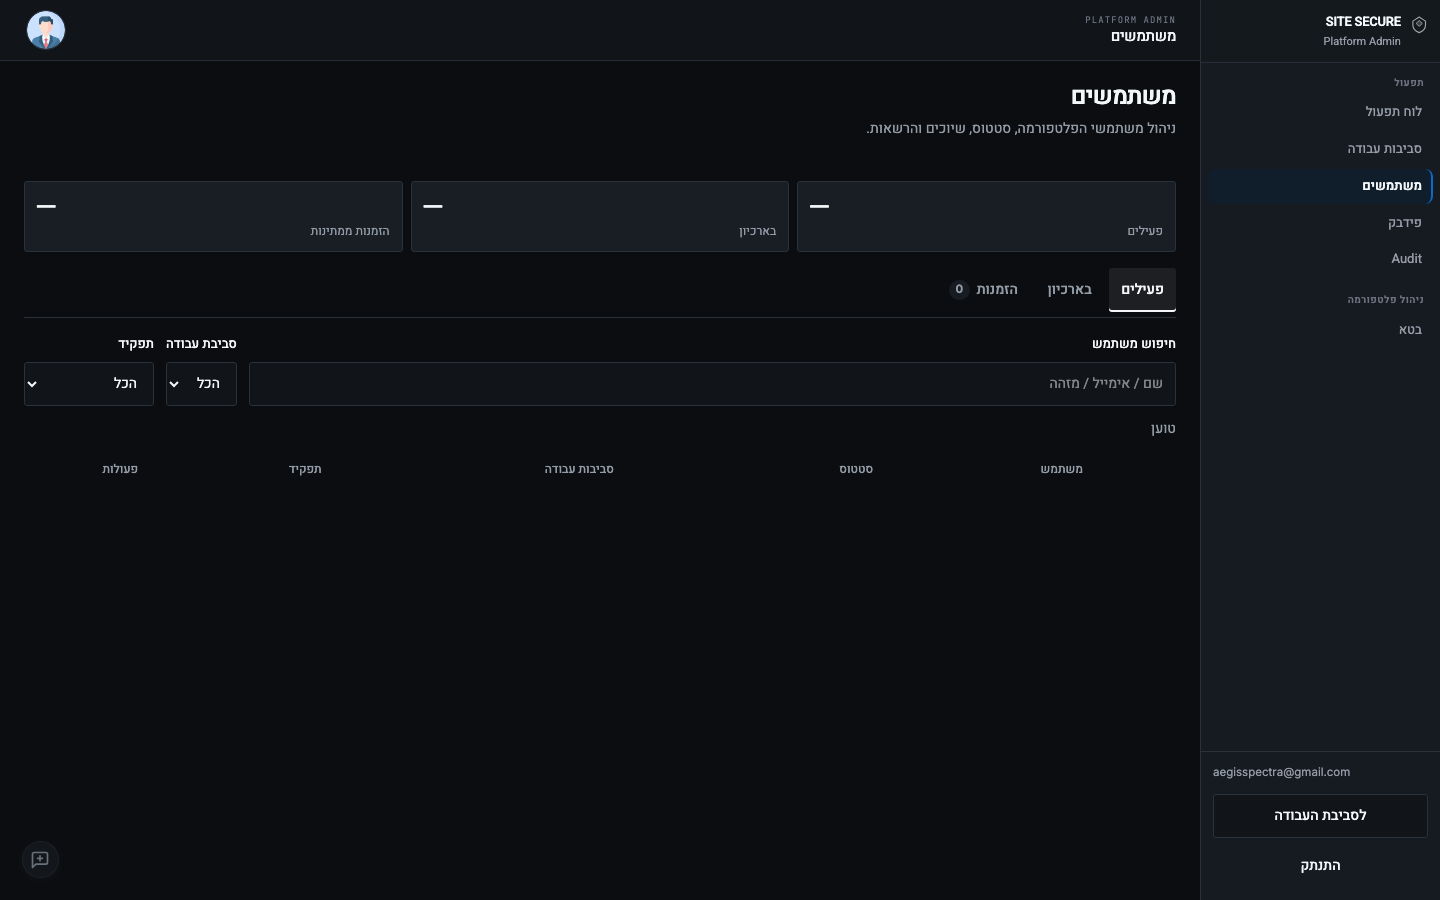 SITE SECURE
Platform Admin
תפעול
לוח תפעול
סביבות עבודה
משתמשים
פידבק
Audit
ניהול פלטפורמה
בטא
aegisspectra@gmail.com
לסביבת העבודה
התנתק
PLATFORM ADMIN
משתמשים
משתמשים
ניהול משתמשי הפלטפורמה, סטטוס, שיוכים והרשאות.
—
פעילים
—
בארכיון
—
הזמנות ממתינות
פעילים
בארכיון
הזמנות 0
חיפוש משתמש
סביבת עבודה
תפקיד
שם / אימייל / מזהה
הכל
הכל
טוען
משתמש
סטטוס
סביבות עבודה
תפקיד
פעולות